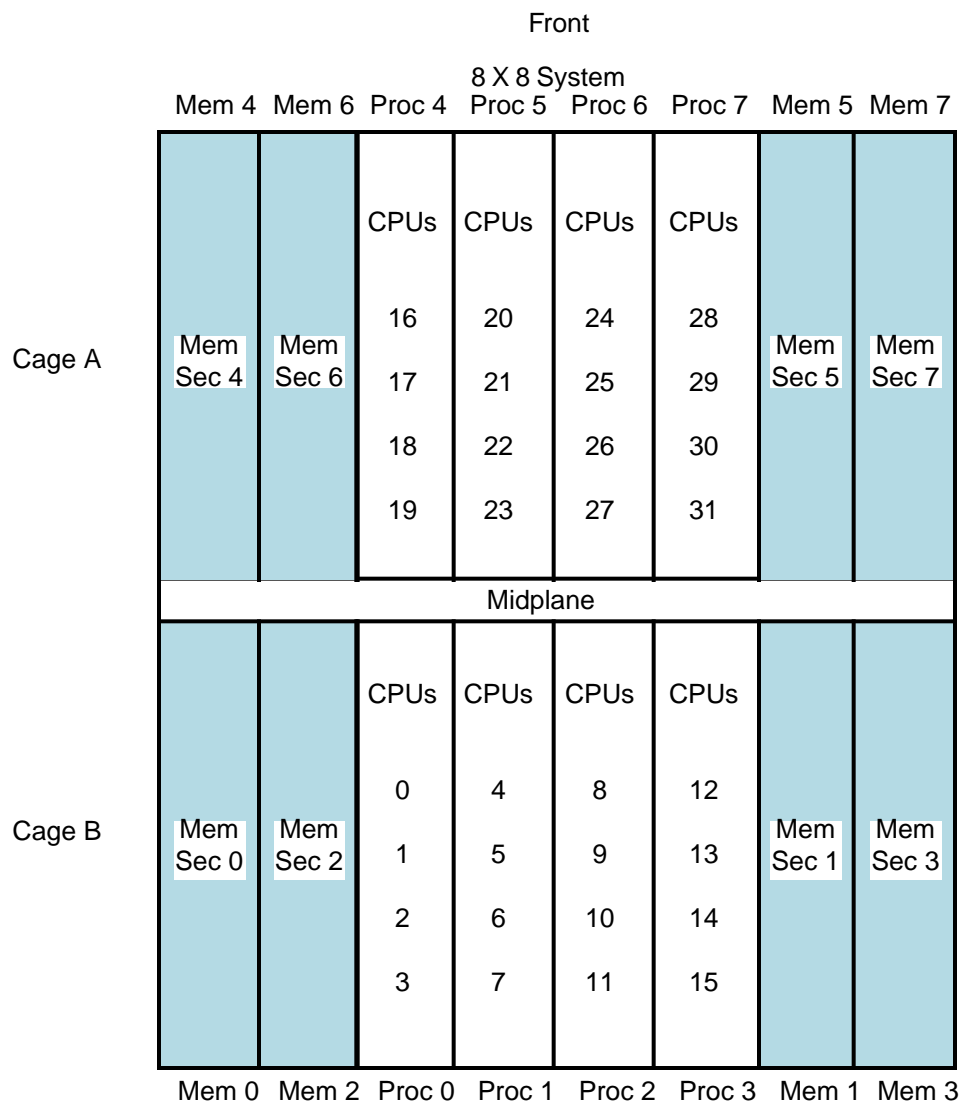 Front
8 X 8 System
Mem 4 Mem 6 Proc 4 Proc 5 Proc 6 Proc 7 Mem 5 Mem 7
CPUs CPUs CPUs CPUs
16 20 24 28
Cage A
Mem Sec 4
Mem Sec 6
Mem Sec 5
Mem Sec 7
17 21 25 29
18 22 26 30
19 23 27 31
Midplane
CPUs CPUs CPUs CPUs
0 4 8 12
Cage B
Mem Sec 0
Mem Sec 2
Mem Sec 1
Mem Sec 3
1 5 9 13
2 6 10 14
3 7 11 15
Mem 0 Mem 2 Proc 0 Proc 1 Proc 2 Proc 3 Mem 1 Mem 3